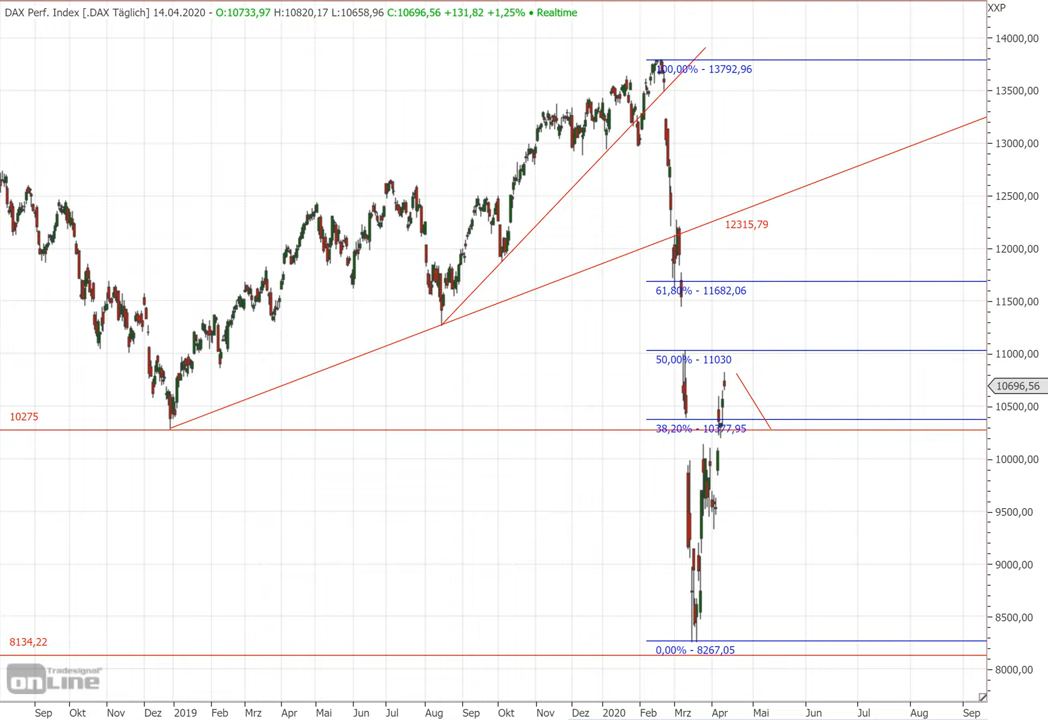 DAX Perf. Index [.DAX Täglich] 14.04.2020 - O:10733,97 H:10820,17 L:10658,96 C:10696,56 +131,82 +1,25% • Realtime
XXP
14000,00
100,00% - 13792,96
13500,00
13000,00
12500,00
12315,79
12000,00
61,80% - 11682,06
11500,00
11000,00
50,00% - 11030
10696,56
10500,00
10275
38,20% - 10377,95
10000,00
9500,00
9000,00
8500,00
8134,22
0,00% - 8267,05
8000,00
Tradesignal
onLine
Sep Okt Nov Dez 2019 Feb Mrz Apr Mai Jun Jul Aug Sep Okt Nov Dez 2020 Feb Mrz Apr Mai Jun Jul Aug Sep